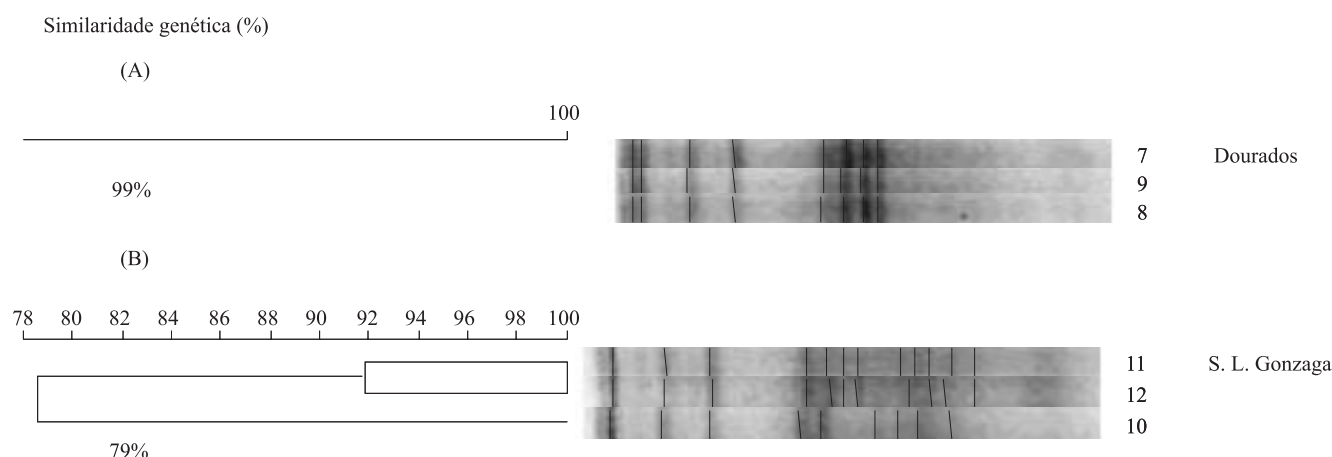 Similaridade genética (%)
(A)
100
7 Dourados
9
99%
8
(B)
78 80 82 84 86 88 90 92 94 96 98 100
11 S. L. Gonzaga
12
10
79%